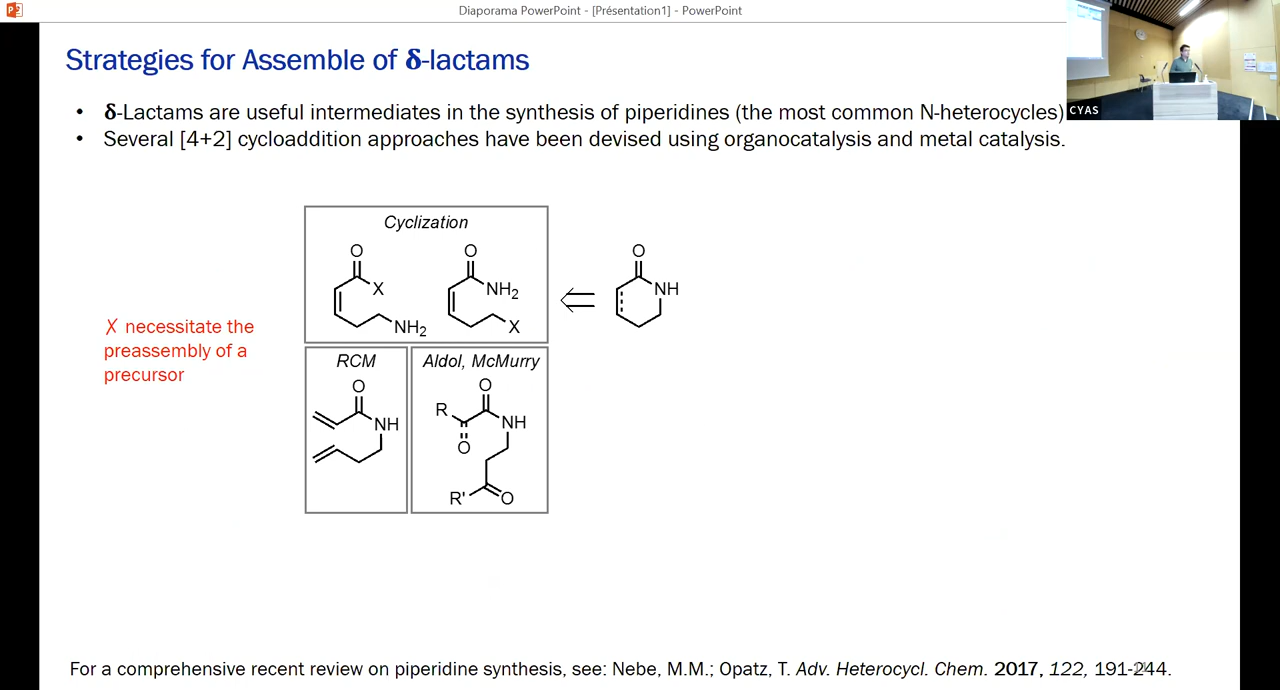 Diaporama PowerPoint - [Présentation1] - PowerPoint
Strategies for Assemble of δ-lactams
• δ-Lactams are useful intermediates in the synthesis of piperidines (the most common N-heterocycles)
• Several [4+2] cycloaddition approaches have been devised using organocatalysis and metal catalysis.
CYAS
Cyclization
O
X
NH2
O
NH2
X
O
NH
✗ necessitate the
preassembly of a
precursor
RCM
O
NH
Aldol, McMurry
O
R
NH
O
R'
O
For a comprehensive recent review on piperidine synthesis, see: Nebe, M.M.; Opatz, T. Adv. Heterocycl. Chem. 2017, 122, 191-244.